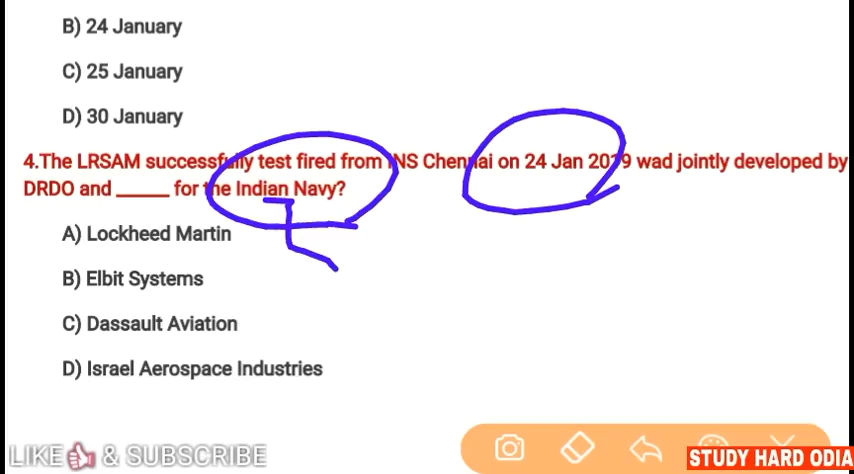 B) 24 January
C) 25 January
D) 30 January
4.The LRSAM successfully test fired from INS Chennai on 24 Jan 2019 wad jointly developed by
DRDO and ______ for the Indian Navy?
A) Lockheed Martin
B) Elbit Systems
C) Dassault Aviation
D) Israel Aerospace Industries
LIKE & SUBSCRIBE
STUDY HARD ODIA